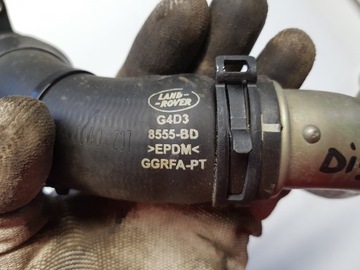 LAND-
ROVER
G4D3
8555-BD
>EPDM<
GGRFA-PT